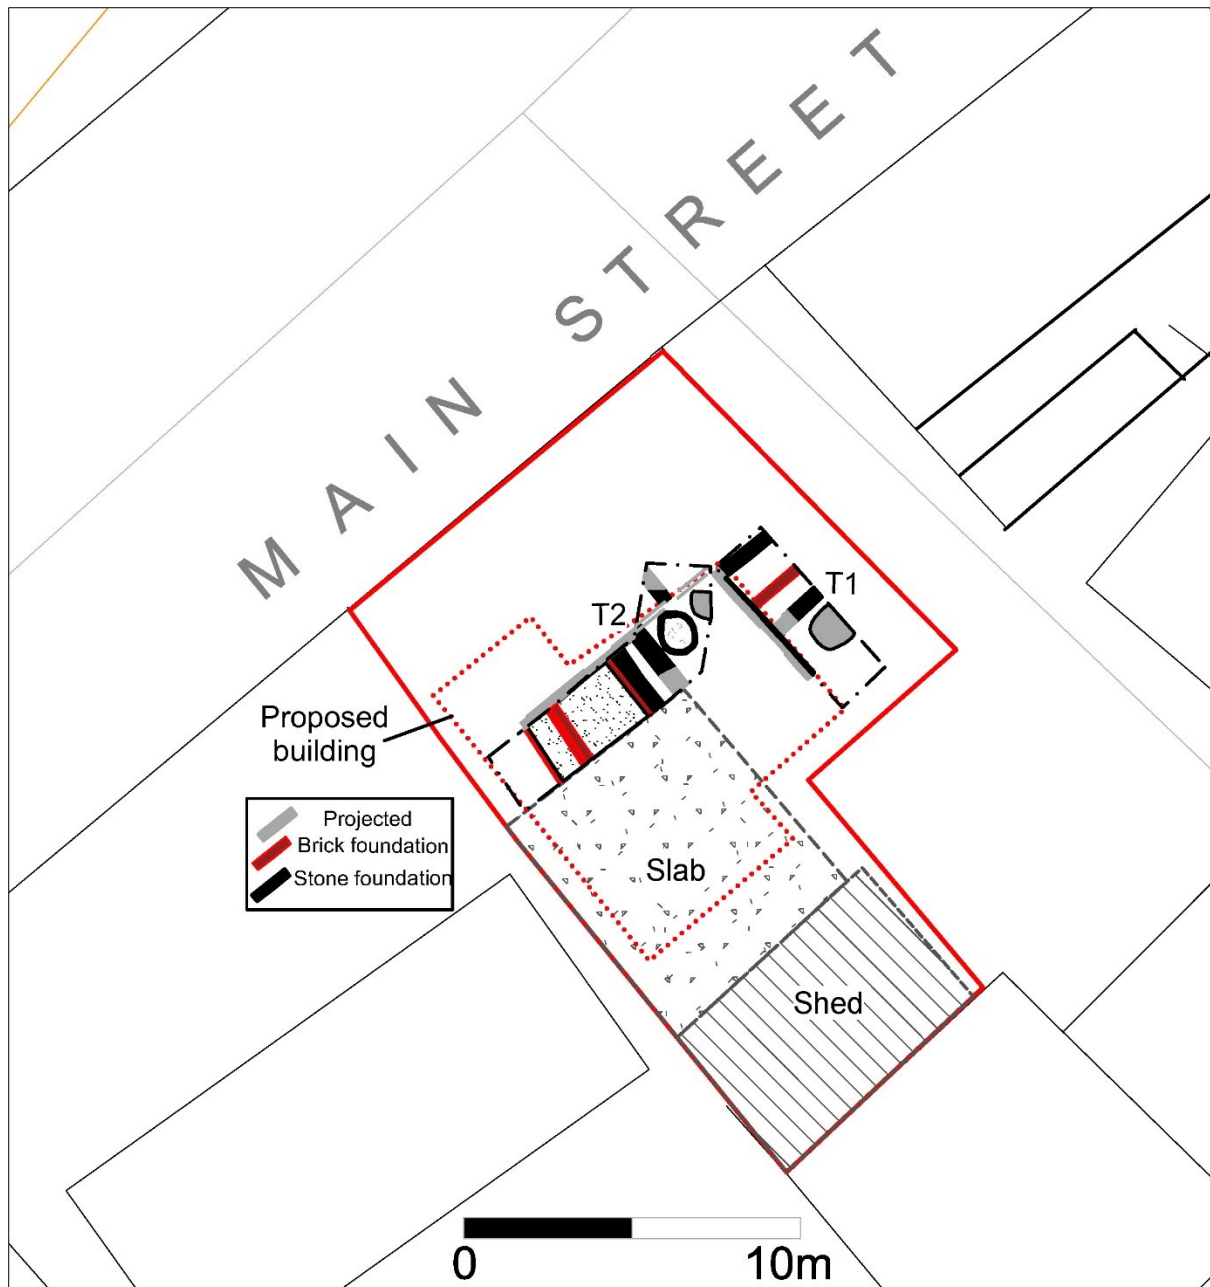 MAIN STREET
T1
T2
Proposed
building
Projected
Brick foundation
Stone foundation
Slab
Shed
0 10m